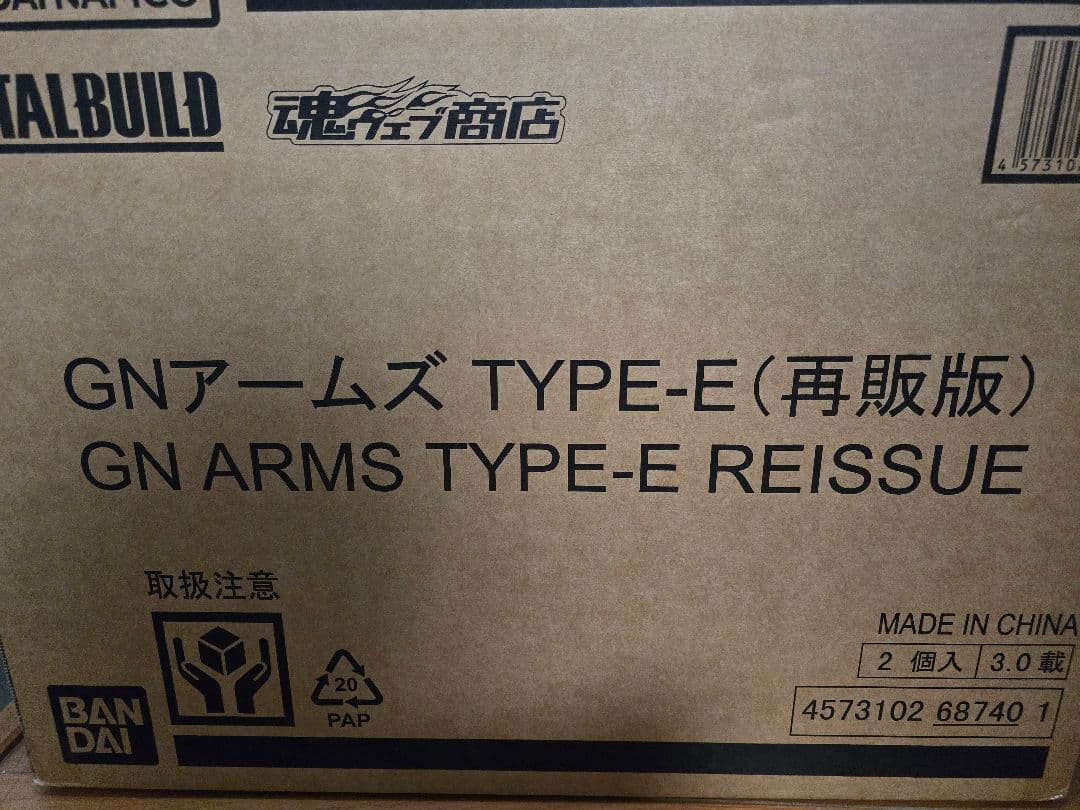 TALBUILD
魂ウェブ商店
GNアームズ TYPE-E（再販版）
GN ARMS TYPE-E REISSUE
取扱注意
20
PAP
BAN
DAI
MADE IN CHINA
2 個入 3.0 載
4573102 68740 1